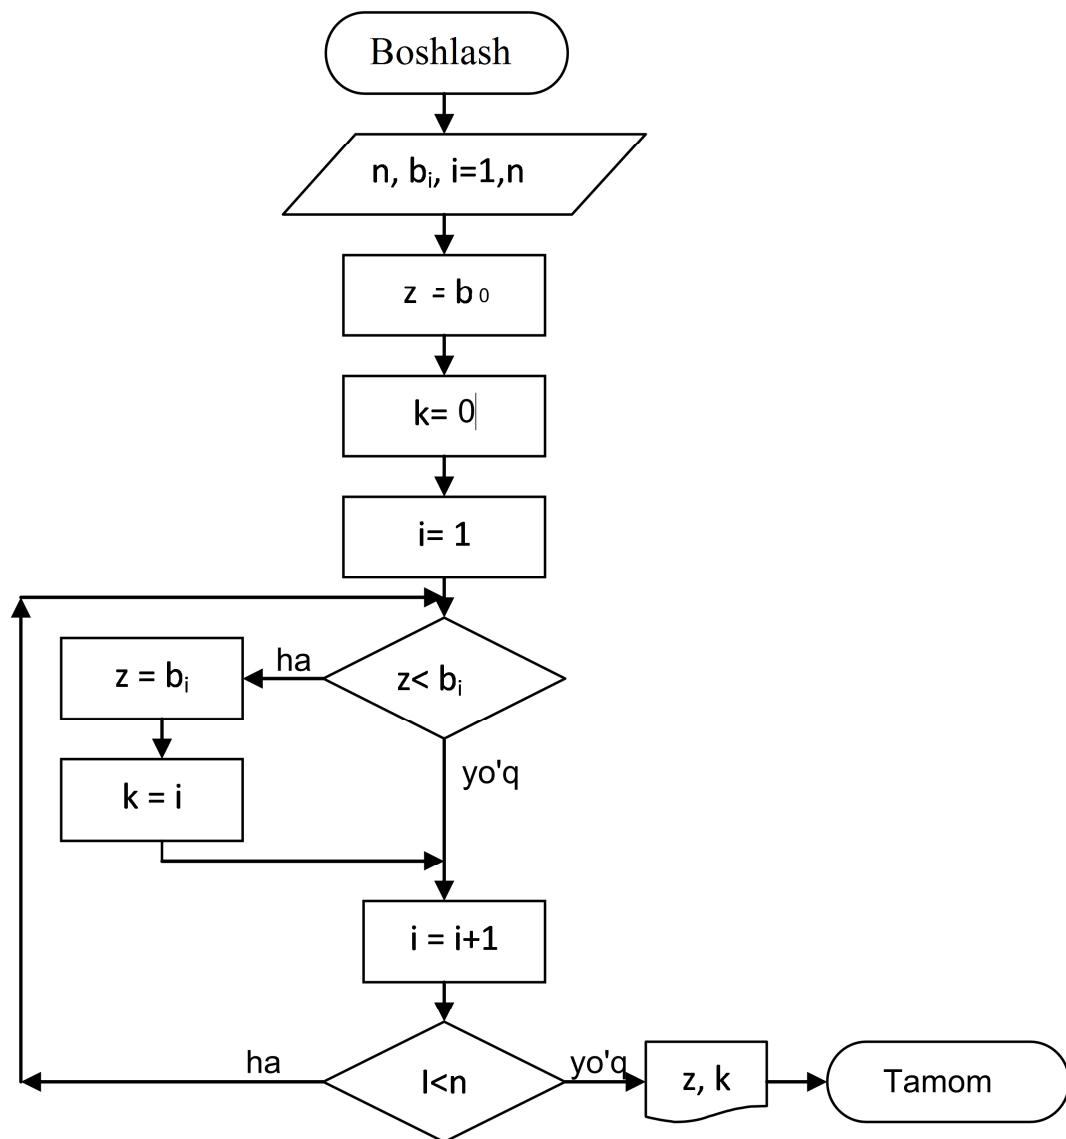 Boshlash
n, bᵢ, i=1,n
z = b₀
k= 0
i= 1
z< bᵢ
ha
z = bᵢ
k = i
yo'q
i = i+1
I<n
ha
yo'q
z, k
Tamom